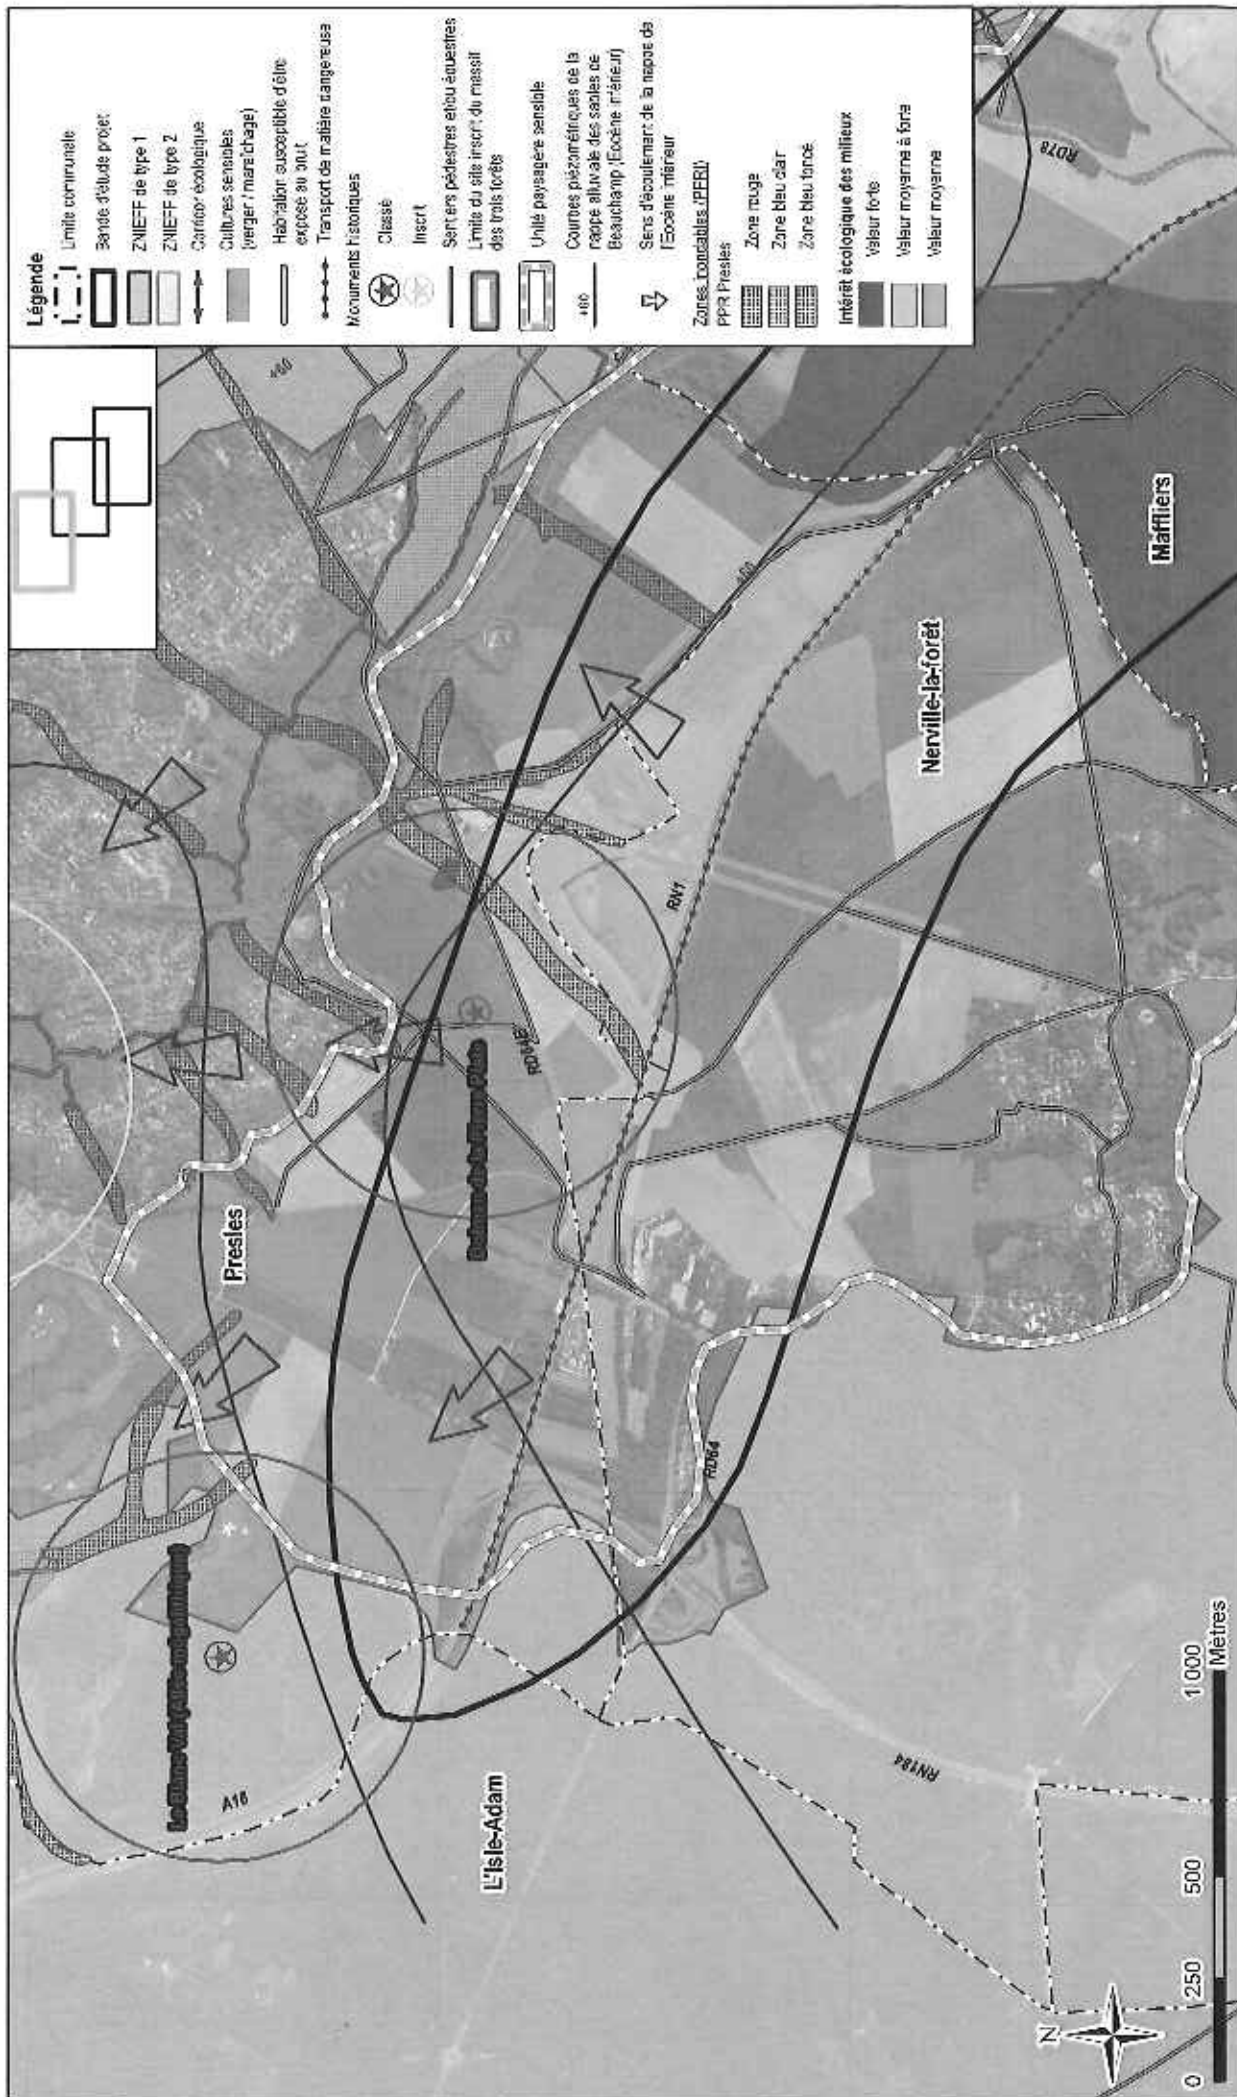 Légende
Limite communale
Bande d'étude projet
ZNIEFF de type 1
ZNIEFF de type 2
Corridor écologique
Cultures sensibles
(verger / maraîchage)
Habitation susceptible d'être
exposé au bruit
Transport de matière dangereuse
Monuments historiques
Classé
Inscrit
Sentiers pédestres et/ou équestres
Limite du site inscrit du massif
des trois forêts
Unité paysagère sensible
+60
Courbes piézométriques de la
nappe alluviale des sables de
Beauchamp (Eocène inférieur)
Sens d'écoulement de la nappe de
l'Eocène inférieur
Zones inondables (PPRI)
PPR Presles
Zone rouge
Zone bleu clair
Zone bleu foncé
Intérêt écologique des milieux
Valeur forte
Valeur moyenne à forte
Valeur moyenne
+60
RD78
Presles
+60
Maffliers
RN1
Nerville-la-forêt
RD64
A16
L'Isle-Adam
RN184
N
0 250 500 1 000
Mètres